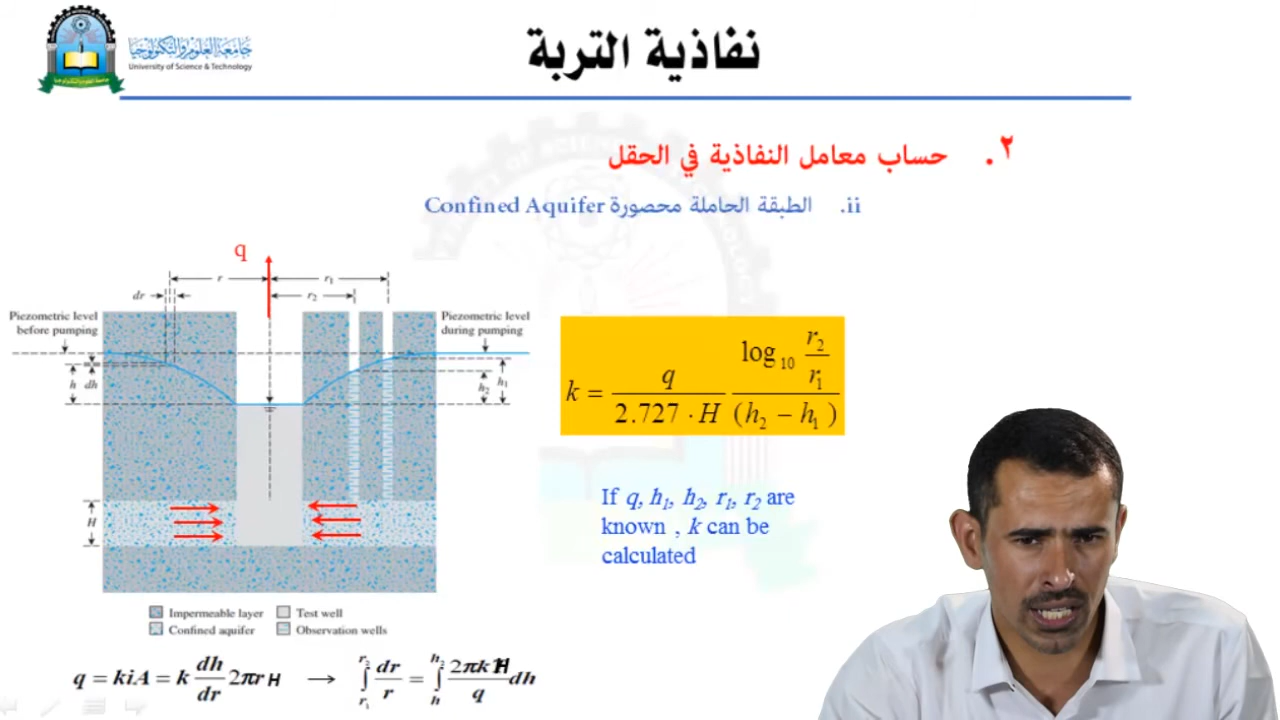 جامعة العلوم والتكنولوجيا
University of Science & Technology
نفاذية التربة
٢. حساب معامل النفاذية في الحقل
ii. الطبقة الحاملة محصورة Confined Aquifer
q
r
r₁
dr
r₂
Piezometric level
before pumping
Piezometric level
during pumping
h
dh
h₂
h₁
H
Impermeable layer
Test well
Confined aquifer
Observation wells
k = q / (2.727 · H) · log₁₀ (r₂ / r₁) / (h₂ − h₁)
If q, h₁, h₂, r₁, r₂ are
known , k can be
calculated
q = kiA = k dh/dr 2πr H → ∫ dr/r = ∫ 2πk H/q dh